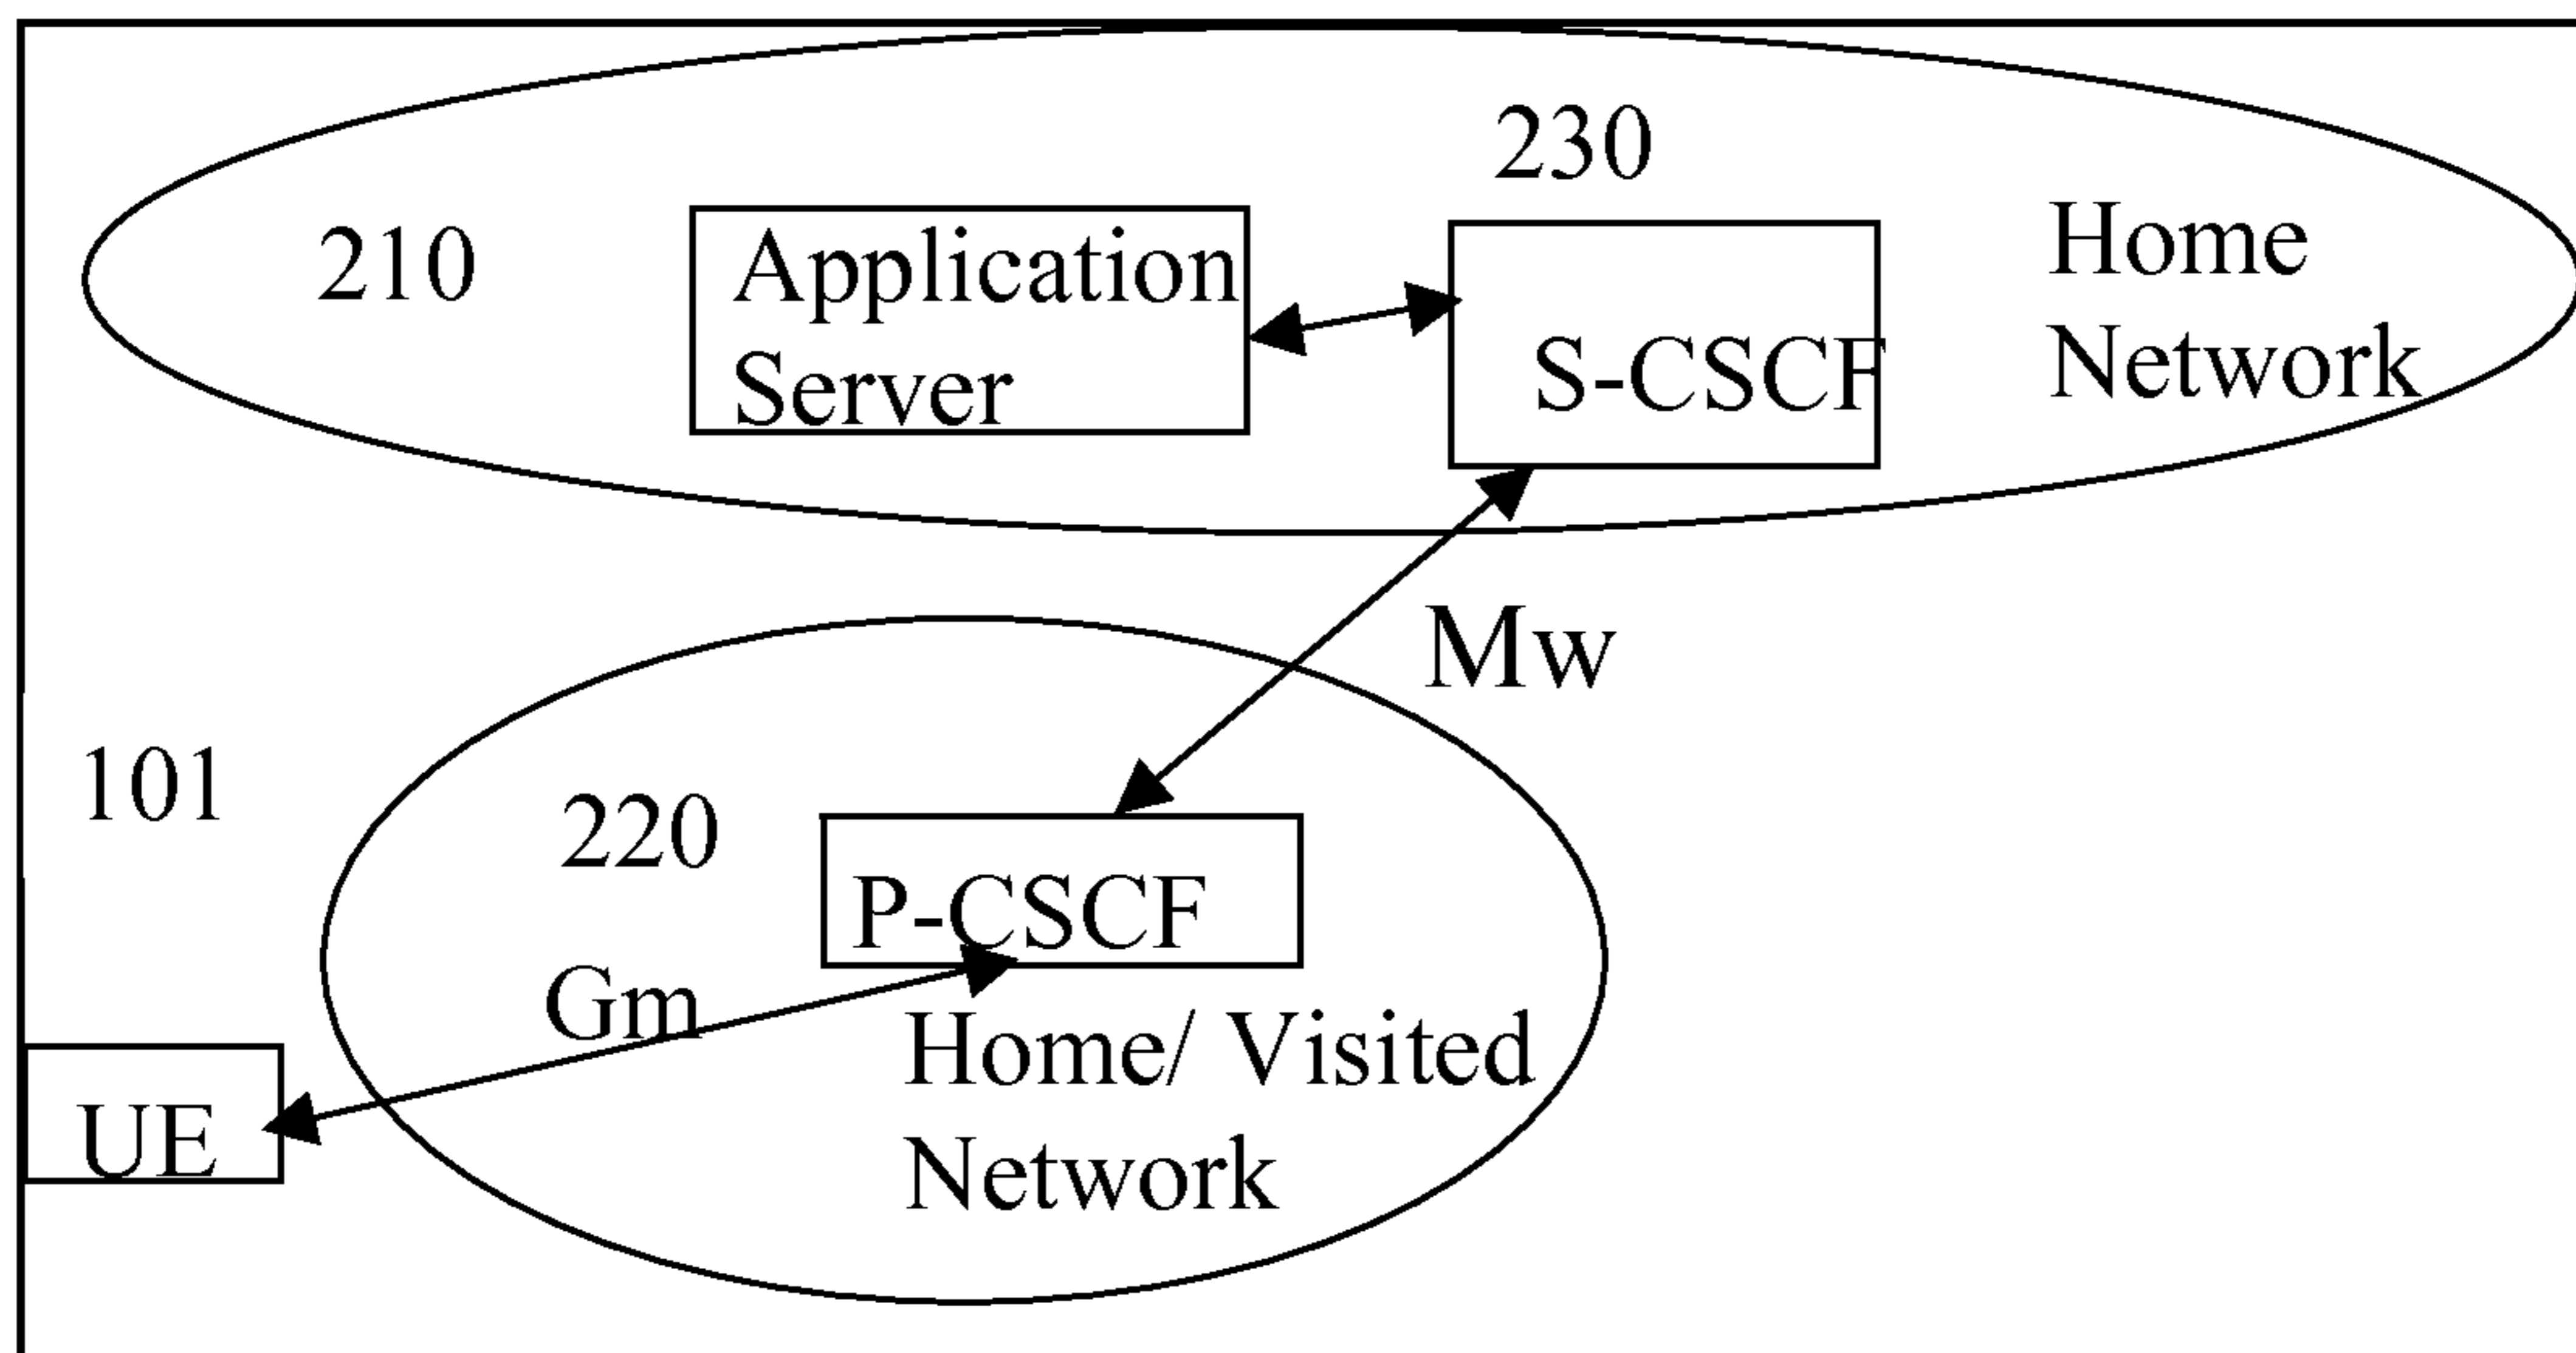 230
210
Application
Server
S-CSCF
Home
Network
Mw
101
220
P-CSCF
Gm
Home/ Visited
Network
UE